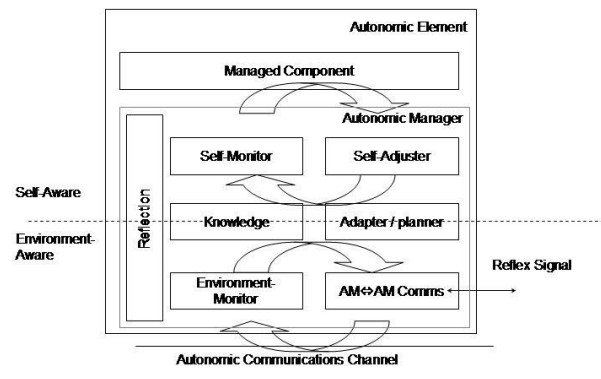 Autonomic Element
Managed Component
Autonomic Manager
Reflection
Self-Monitor
Self-Adjuster
Self-Aware
Knowledge
Adapter / planner
Environment-
Aware
Reflex Signal
Environment-
Monitor
AM⇔AM Comms
Autonomic Communications Channel